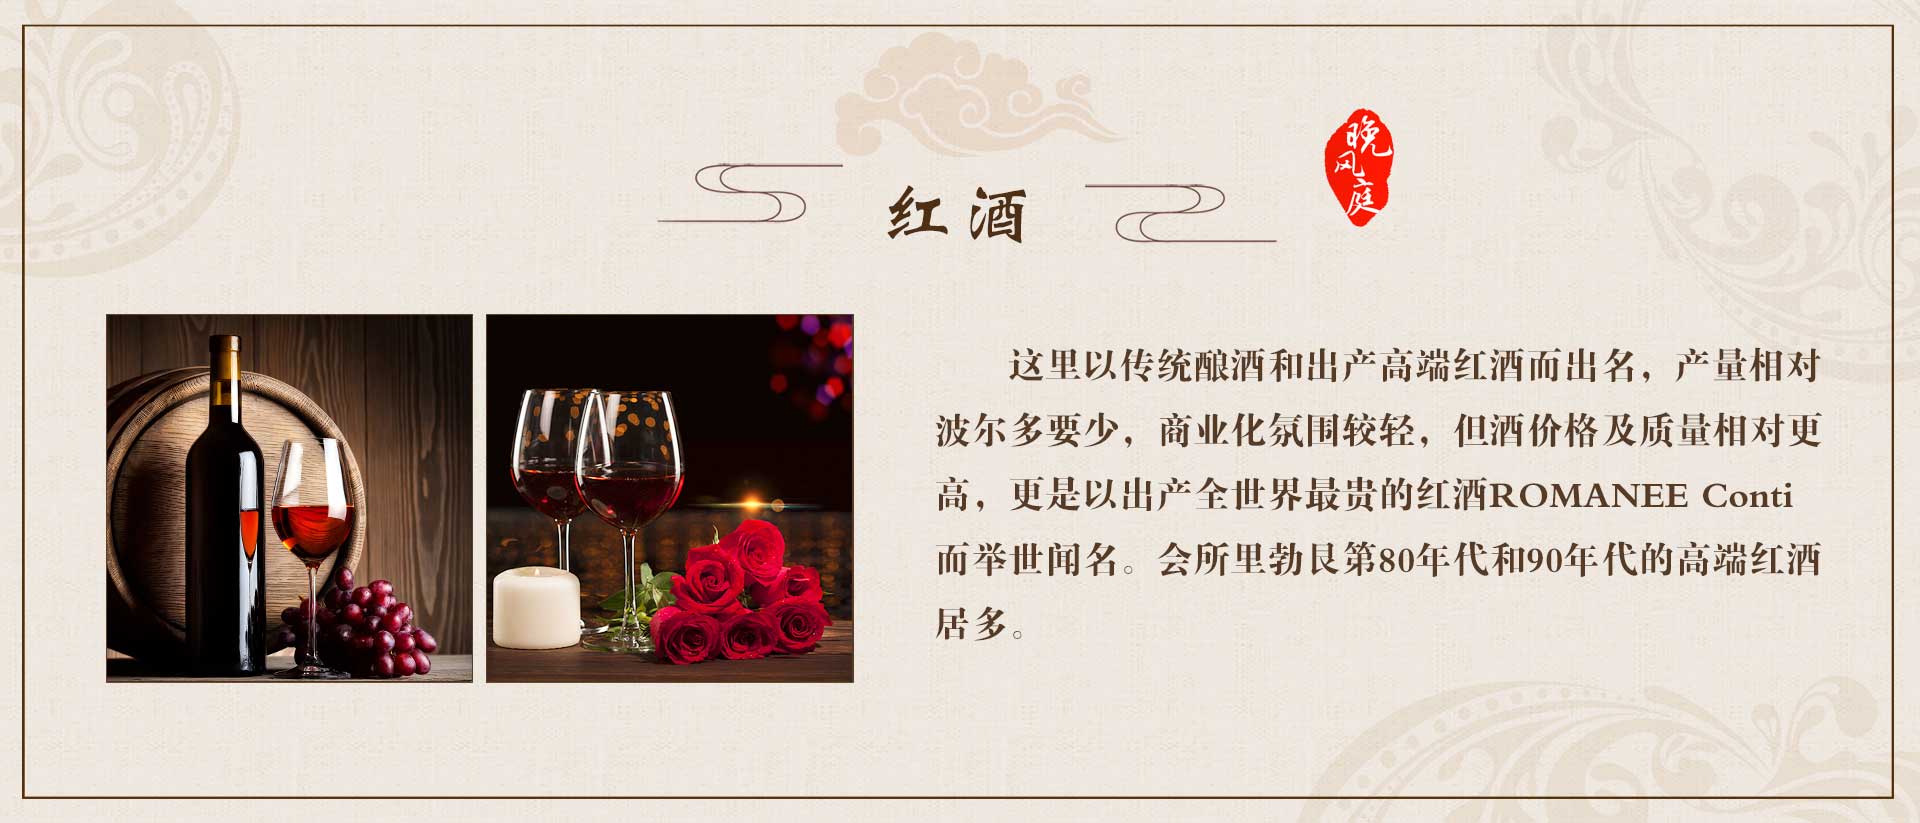 晚风庭
红酒
这里以传统酿酒和出产高端红酒而出名，产量相对
波尔多要少，商业化氛围较轻，但酒价格及质量相对更
高，更是以出产全世界最贵的红酒ROMANEE Conti
而举世闻名。会所里勃艮第80年代和90年代的高端红酒
居多。